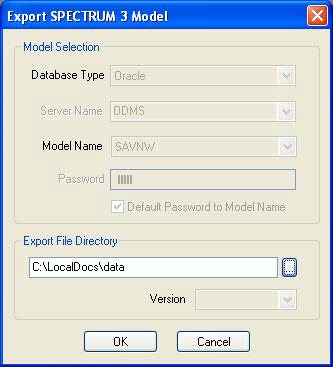 Export SPECTRUM 3 Model
Model Selection
Database Type Oracle
Server Name ODMS
Model Name SAVNW
Password
Default Password to Model Name
Export File Directory
C:\LocalDocs\data
Version
OK Cancel